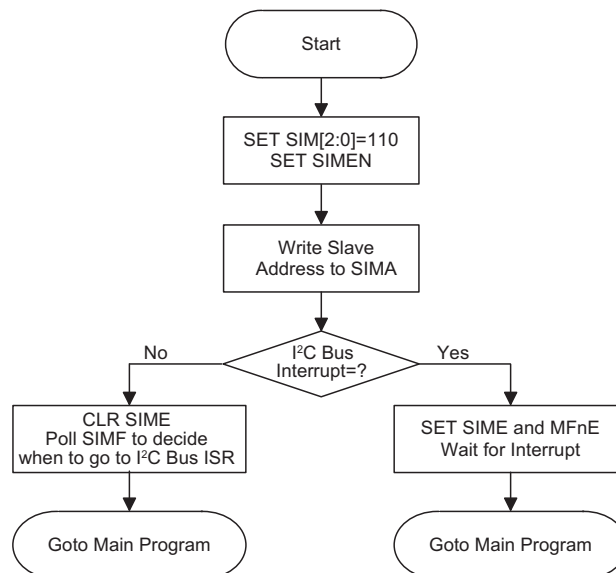 Start
SET SIM[2:0]=110
SET SIMEN
Write Slave
Address to SIMA
I²C Bus
Interrupt=?
No
Yes
CLR SIME
Poll SIMF to decide
when to go to I²C Bus ISR
SET SIME and MFnE
Wait for Interrupt
Goto Main Program
Goto Main Program